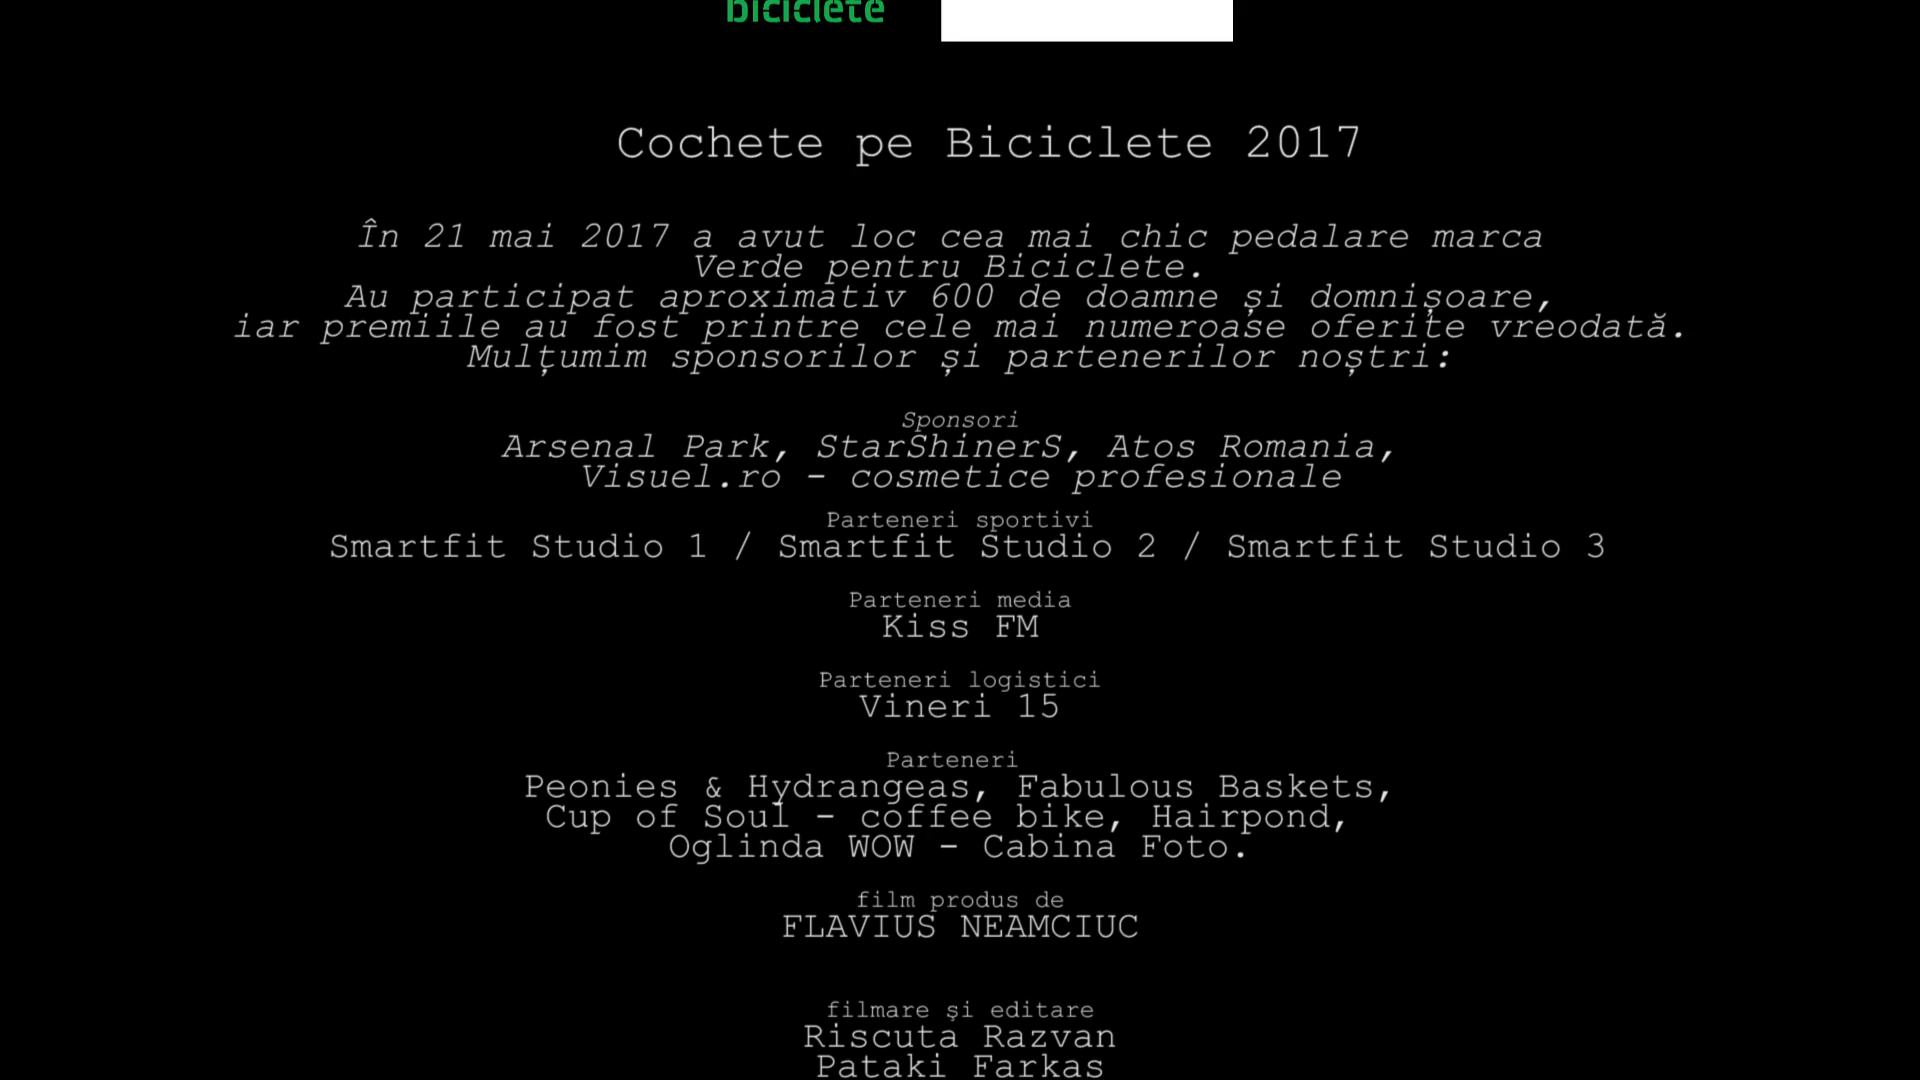 biciclete
Cochete pe Biciclete 2017
În 21 mai 2017 a avut loc cea mai chic pedalare marca
Verde pentru Biciclete.
Au participat aproximativ 600 de doamne și domnișoare,
iar premiile au fost printre cele mai numeroase oferite vreodată.
Mulțumim sponsorilor și partenerilor noștri:
Sponsori
Arsenal Park, StarShinerS, Atos Romania,
Visuel.ro - cosmetice profesionale
Parteneri sportivi
Smartfit Studio 1 / Smartfit Studio 2 / Smartfit Studio 3
Parteneri media
Kiss FM
Parteneri logistici
Vineri 15
Parteneri
Peonies & Hydrangeas, Fabulous Baskets,
Cup of Soul - coffee bike, Hairpond,
Oglinda WOW - Cabina Foto.
film produs de
FLAVIUS NEAMCIUC
filmare şi editare
Riscuta Razvan
Pataki Farkas